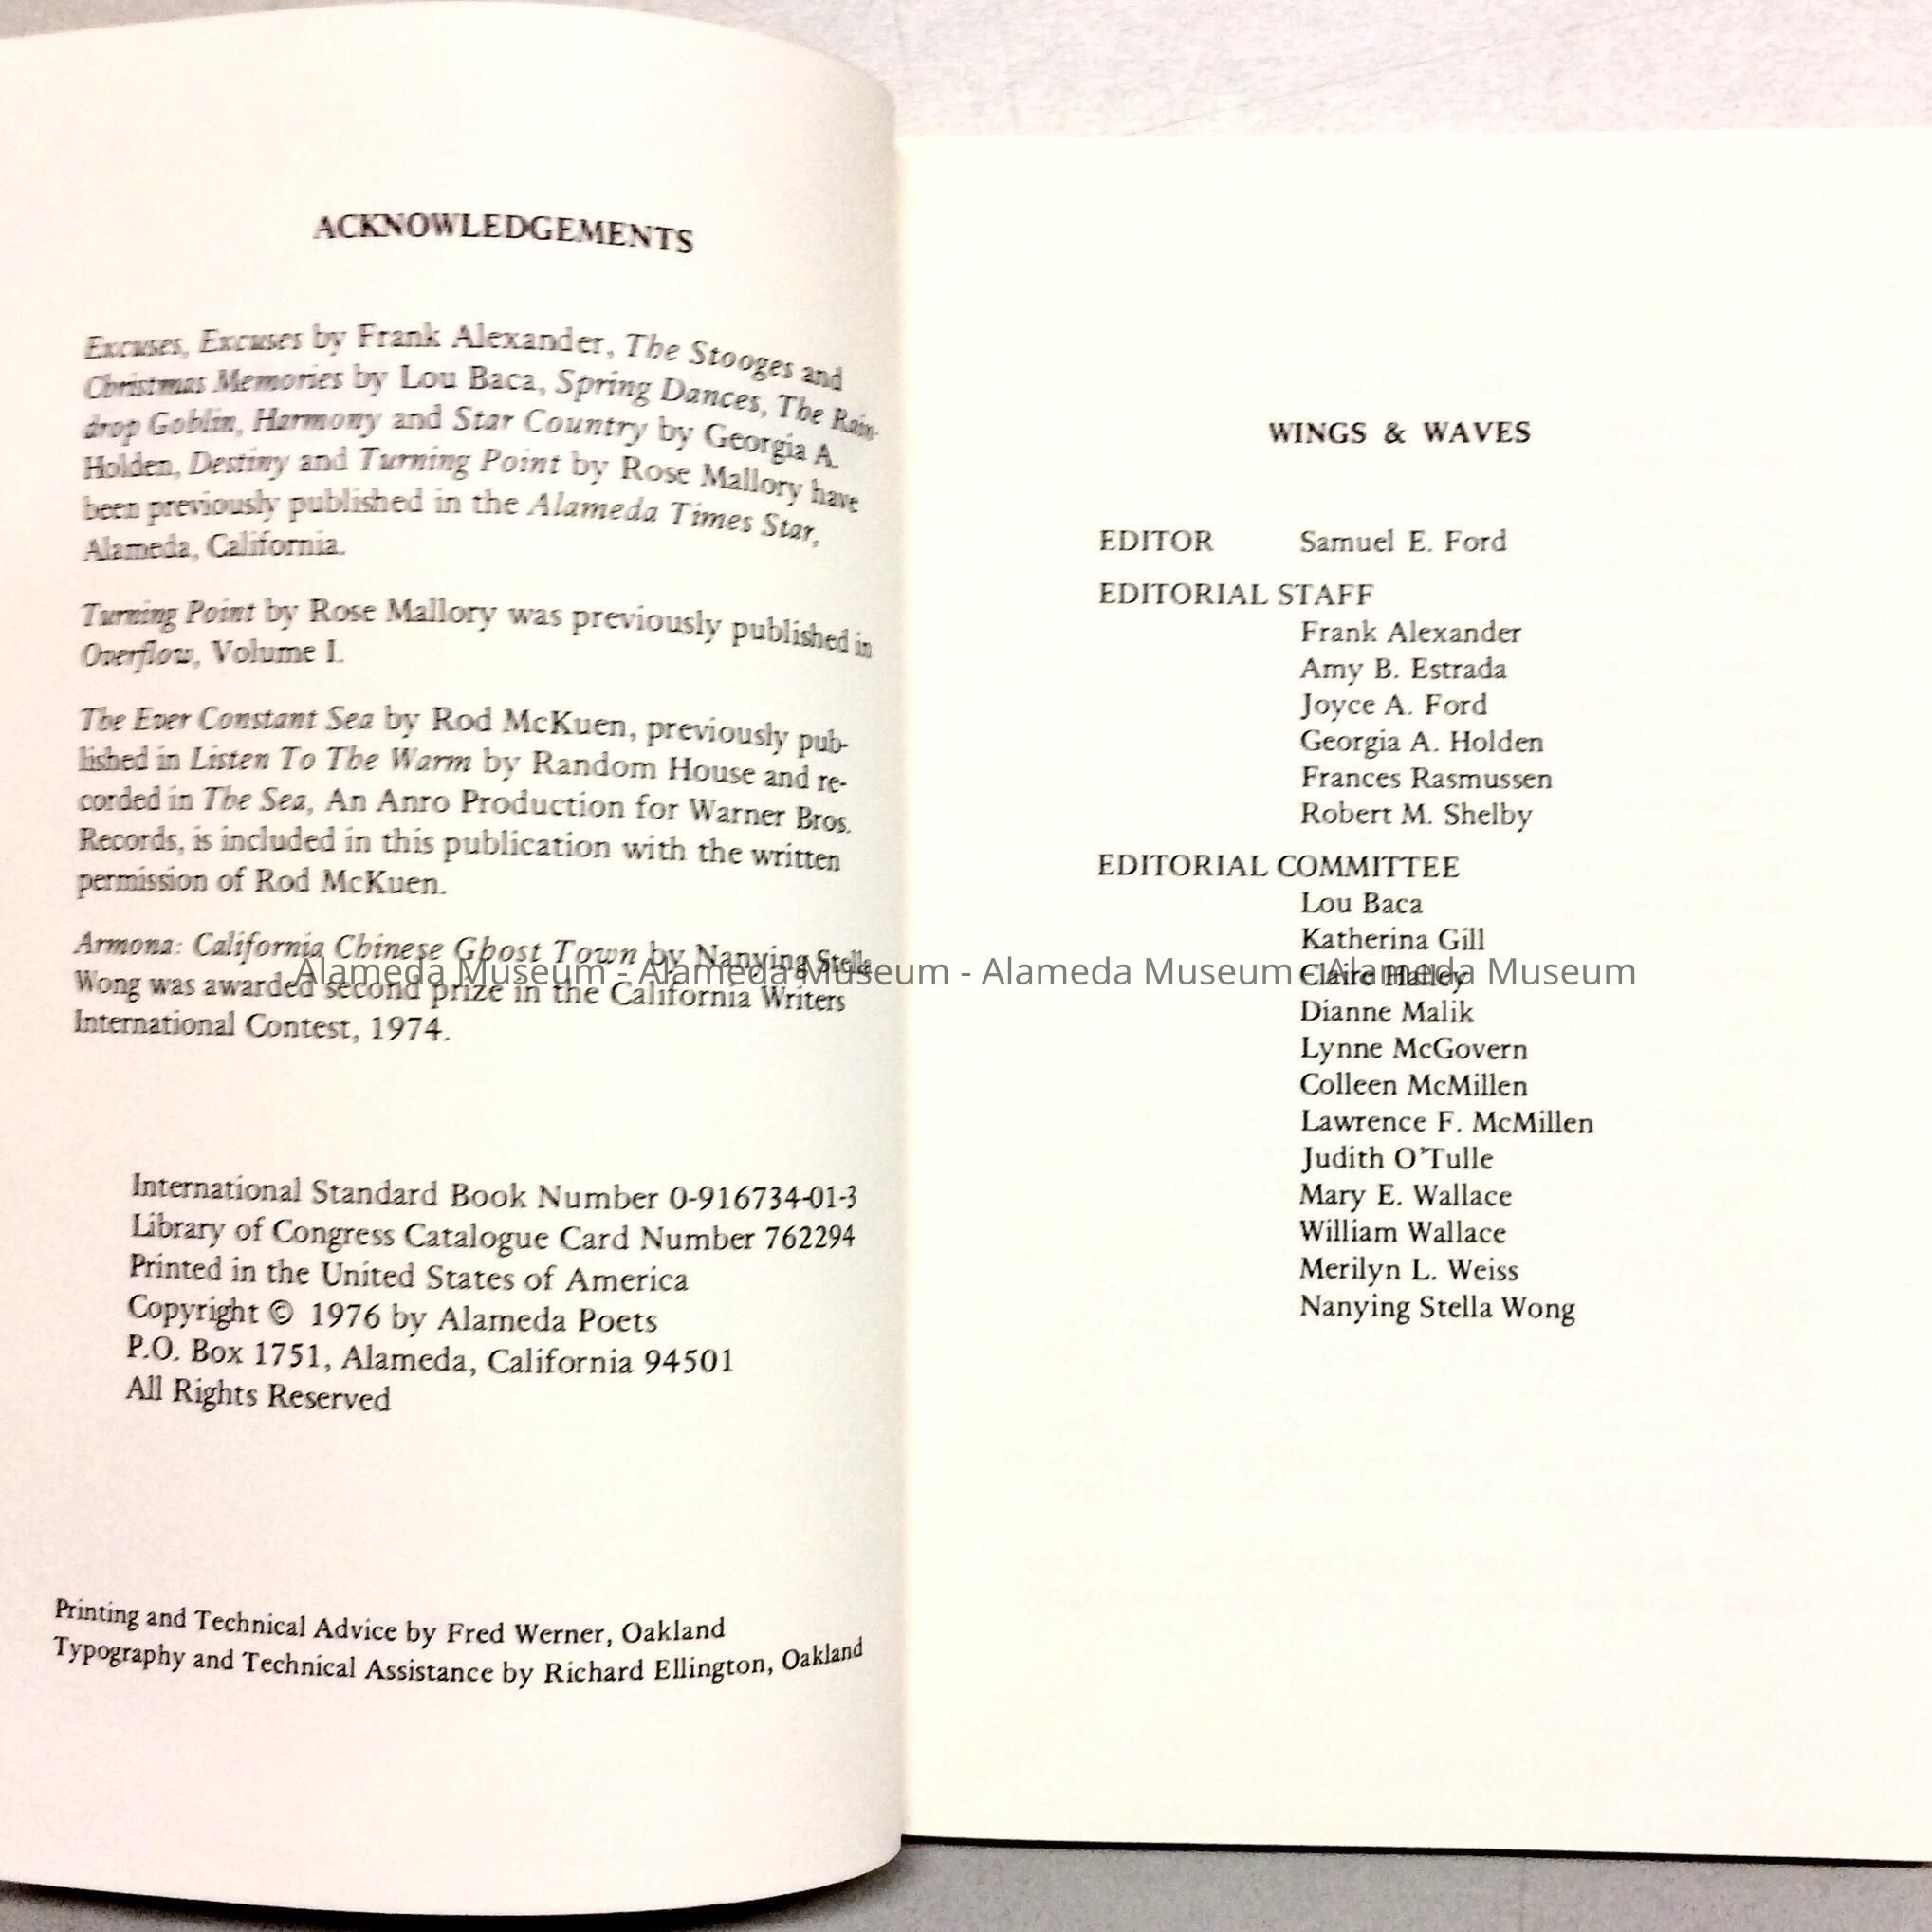 ACKNOWLEDGEMENTS
Excuses, Excuses by Frank Alexander, The Stooges and
Christmas Memories by Lou Baca, Spring Dances, The Rain-
drop Goblin, Harmony and Star Country by Georgia A.
Holden, Destiny and Turning Point by Rose Mallory have
been previously published in the Alameda Times Star,
Alameda, California.
Turning Point by Rose Mallory was previously published in
Overflow, Volume I.
The Ever Constant Sea by Rod McKuen, previously pub-
lished in Listen To The Warm by Random House and re-
corded in The Sea, An Anro Production for Warner Bros.
Records, is included in this publication with the written
permission of Rod McKuen.
Armona: California Chinese Ghost Town by Nanying Stella
Wong was awarded second prize in the California Writers
International Contest, 1974.
International Standard Book Number 0-916734-01-3
Library of Congress Catalogue Card Number 762294
Printed in the United States of America
Copyright © 1976 by Alameda Poets
P.O. Box 1751, Alameda, California 94501
All Rights Reserved
Printing and Technical Advice by Fred Werner, Oakland
Typography and Technical Assistance by Richard Ellington, Oakland
WINGS & WAVES
EDITOR Samuel E. Ford
EDITORIAL STAFF
Frank Alexander
Amy B. Estrada
Joyce A. Ford
Georgia A. Holden
Frances Rasmussen
Robert M. Shelby
EDITORIAL COMMITTEE
Lou Baca
Katherina Gill
Claire
Dianne Malik
Lynne McGovern
Colleen McMillen
Lawrence F. McMillen
Judith O'Tulle
Mary E. Wallace
William Wallace
Merilyn L. Weiss
Nanying Stella Wong
Alameda Museum - Alameda Museum - Alameda Museum - Alameda Museum